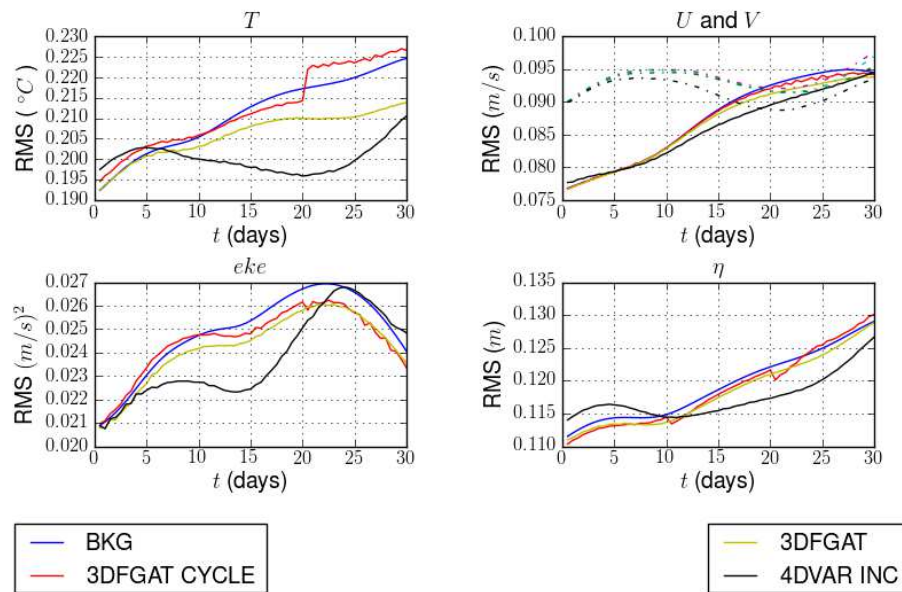 T
0.230
0.225
0.220
0.215
0.210
0.205
0.200
0.195
0.190
RMS ( °C)
0 5 10 15 20 25 30
t (days)
U and V
0.100
0.095
0.090
0.085
0.080
0.075
RMS (m/s)
0 5 10 15 20 25 30
t (days)
eke
0.027
0.026
0.024
0.023
0.021
0.020
RMS (m/s)²
0 5 10 15 20 25 30
t (days)
η
0.135
0.130
0.125
0.120
0.115
0.110
RMS (m)
0 5 10 15 20 25 30
t (days)
BKG
3DFGAT CYCLE
3DFGAT
4DVAR INC